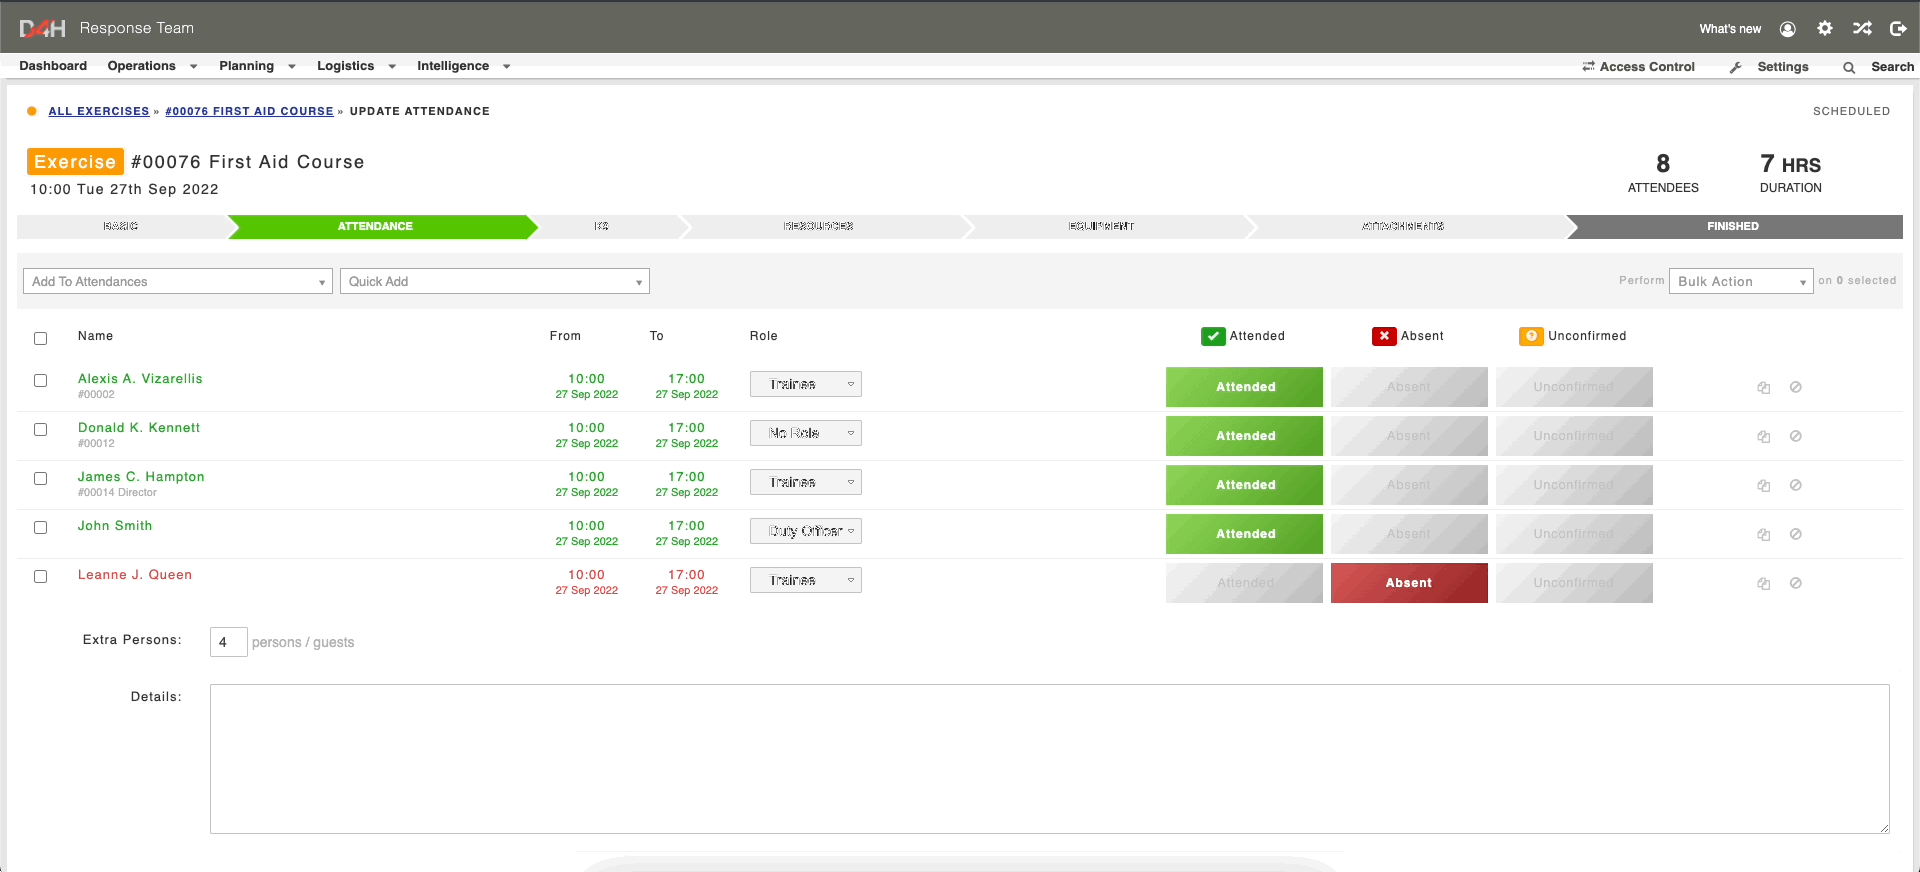 D4H Response Team What's new
Dashboard Operations Planning Logistics Intelligence Access Control Settings Search
ALL EXERCISES » #00076 FIRST AID COURSE » UPDATE ATTENDANCE SCHEDULED
Exercise #00076 First Aid Course
10:00 Tue 27th Sep 2022
8 7 HRS
ATTENDEES DURATION
BASIC ATTENDANCE RESOURCES EQUIPMENT ATTACHMENTS FINISHED
Add To Attendances Quick Add Perform Bulk Action on 0 selected
Name From To Role Attended Absent Unconfirmed
Alexis A. Vizarellis 10:00 17:00 Trainee Attended Absent Unconfirmed
#00002 27 Sep 2022 27 Sep 2022
Donald K. Kennett 10:00 17:00 No Role Attended Absent Unconfirmed
#00012 27 Sep 2022 27 Sep 2022
James C. Hampton 10:00 17:00 Trainee Attended Absent Unconfirmed
#00014 Director 27 Sep 2022 27 Sep 2022
John Smith 10:00 17:00 Duty Officer Attended Absent Unconfirmed
27 Sep 2022 27 Sep 2022
Leanne J. Queen 10:00 17:00 Trainee Attended Absent Unconfirmed
27 Sep 2022 27 Sep 2022
Extra Persons: 4 persons / guests
Details: